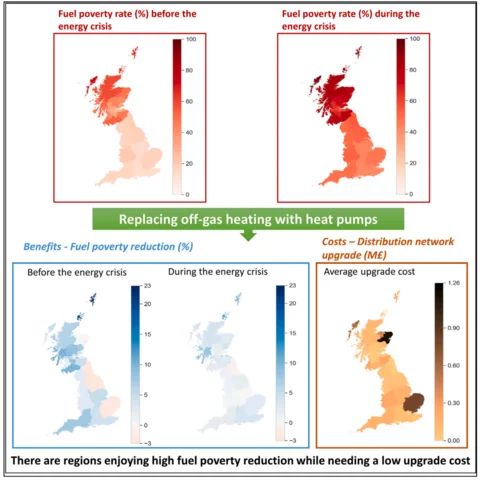 Fuel poverty rate (%) before the
energy crisis
Fuel poverty rate (%) during the
energy crisis
100
80
60
40
20
0
100
80
60
40
20
0
Replacing off-gas heating with heat pumps
Benefits - Fuel poverty reduction (%)
Costs – Distribution network
upgrade (M£)
Before the energy crisis
During the energy crisis
Average upgrade cost
23
20
15
10
5
0
−3
23
20
15
10
5
0
−3
1.26
0.90
0.60
0.30
0.00
There are regions enjoying high fuel poverty reduction while needing a low upgrade cost